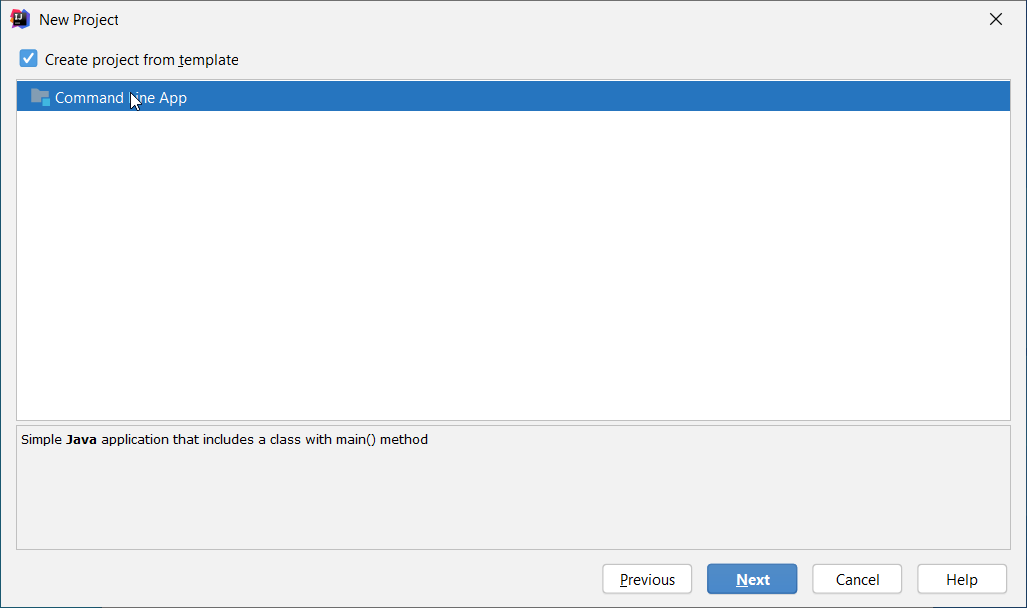 New Project
Create project from template
Command Line App
Simple Java application that includes a class with main() method
Previous Next Cancel Help